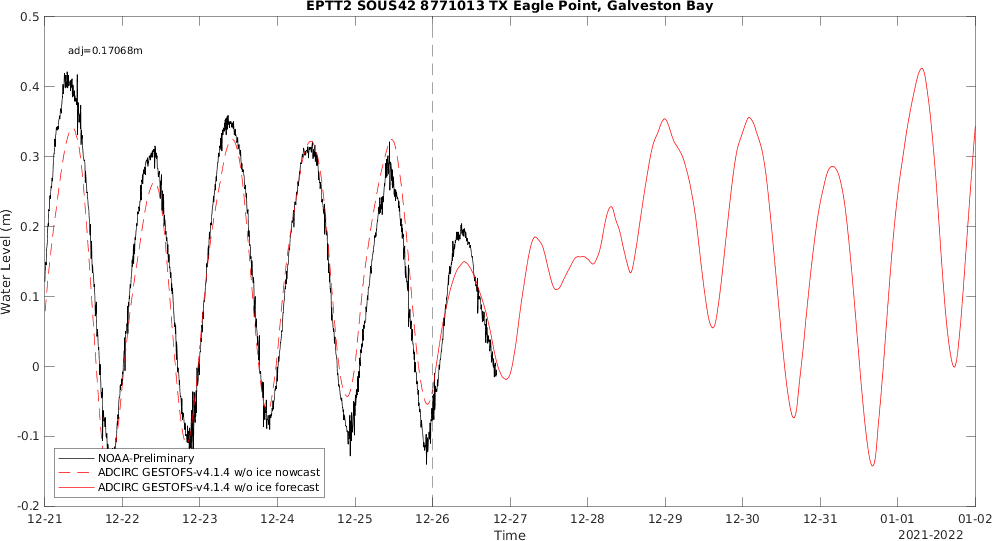 EPTT2 SOUS42 8771013 TX Eagle Point, Galveston Bay
adj=0.17068m
0.5
0.4
0.3
0.2
0.1
0
-0.1
-0.2
Water Level (m)
NOAA-Preliminary
ADCIRC GESTOFS-v4.1.4 w/o ice nowcast
ADCIRC GESTOFS-v4.1.4 w/o ice forecast
12-21 12-22 12-23 12-24 12-25 12-26 12-27 12-28 12-29 12-30 12-31 01-01 01-02
Time
2021-2022